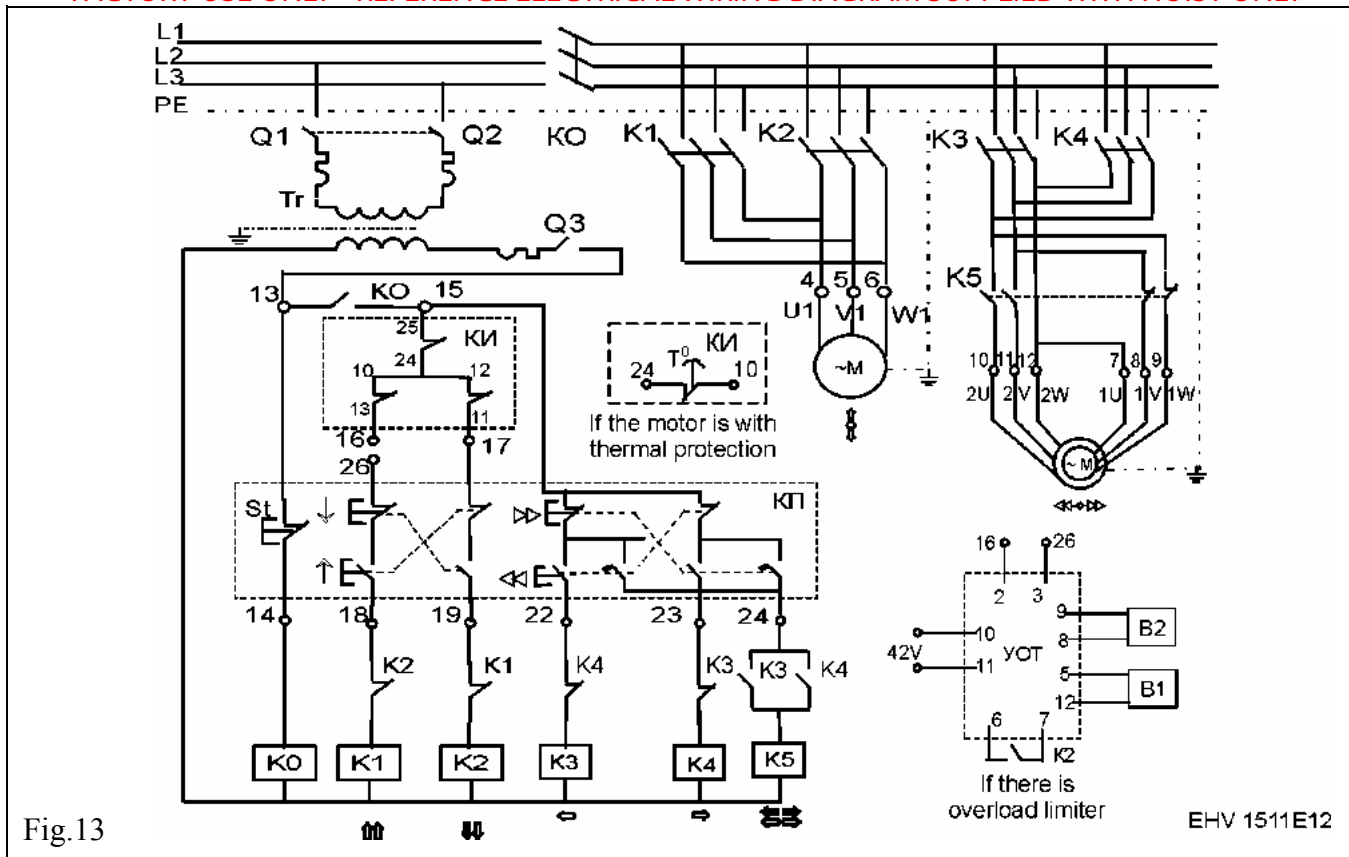 FACTORY USE ONLY - REFERENCE ELECTRICAL WIRING DIAGRAM SUPPLIED WITH HOIST ONLY
L1
L2
L3
PE
Q1
Q2
KO
K1
K2
K3
K4
Tr
Q3
13
KO
15
25
КИ
24
10
12
13
11
16
17
26
КИ
24
T⁰
10
If the motor is with
thermal protection
4
5
6
U1
V1
W1
~M
K5
10
11
12
7
8
9
2U
2V
2W
1U
1V
1W
~M
St
КП
14
18
19
22
23
24
K2
K1
K4
K3
K3
K4
K0
K1
K2
K3
K4
K5
16
26
2
3
9
8
B2
42V
10
11
УОТ
5
12
B1
6
7
K2
If there is
overload limiter
Fig.13
EHV 1511E12